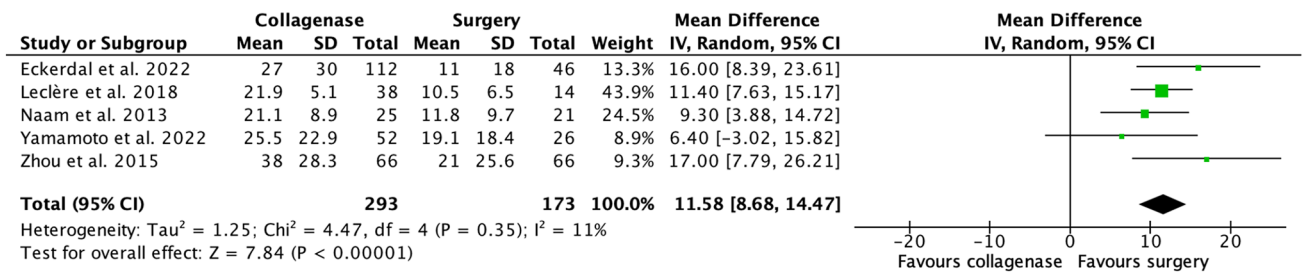 Collagenase Surgery Mean Difference Mean Difference
Study or Subgroup Mean SD Total Mean SD Total Weight IV, Random, 95% CI IV, Random, 95% CI
Eckerdal et al. 2022 27 30 112 11 18 46 13.3% 16.00 [8.39, 23.61]
Leclère et al. 2018 21.9 5.1 38 10.5 6.5 14 43.9% 11.40 [7.63, 15.17]
Naam et al. 2013 21.1 8.9 25 11.8 9.7 21 24.5% 9.30 [3.88, 14.72]
Yamamoto et al. 2022 25.5 22.9 52 19.1 18.4 26 8.9% 6.40 [-3.02, 15.82]
Zhou et al. 2015 38 28.3 66 21 25.6 66 9.3% 17.00 [7.79, 26.21]
Total (95% CI) 293 173 100.0% 11.58 [8.68, 14.47]
Heterogeneity: Tau² = 1.25; Chi² = 4.47, df = 4 (P = 0.35); I² = 11%
Test for overall effect: Z = 7.84 (P < 0.00001)
-20 -10 0 10 20
Favours collagenase Favours surgery